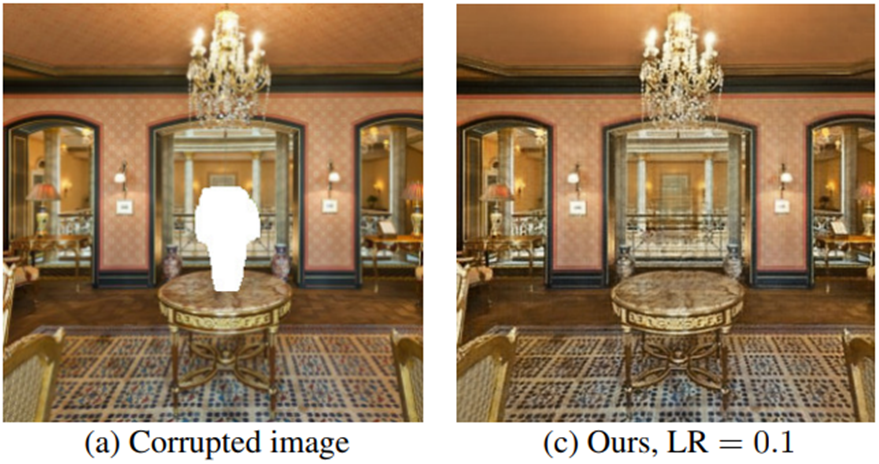 (a) Corrupted image
(c) Ours, LR = 0.1